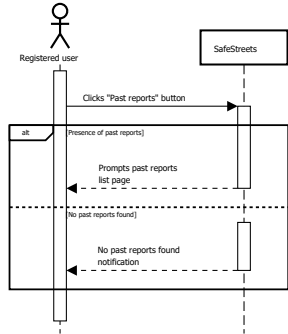 Registered user
SafeStreets
Clicks "Past reports" button
alt
[Presence of past reports]
Prompts past reports
list page
[No past reports found]
No past reports found
notification